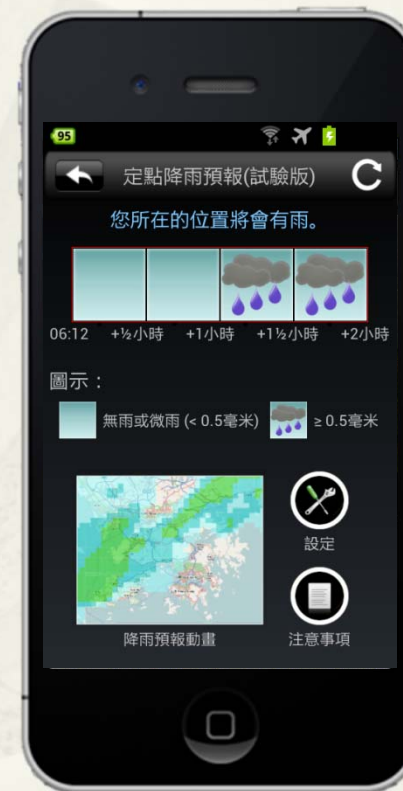 95
定點降雨預報(試驗版)
您所在的位置將會有雨。
06:12 +½小時 +1小時 +1½小時 +2小時
圖示：
無雨或微雨 (< 0.5毫米) ≥ 0.5毫米
設定
降雨預報動畫 注意事項